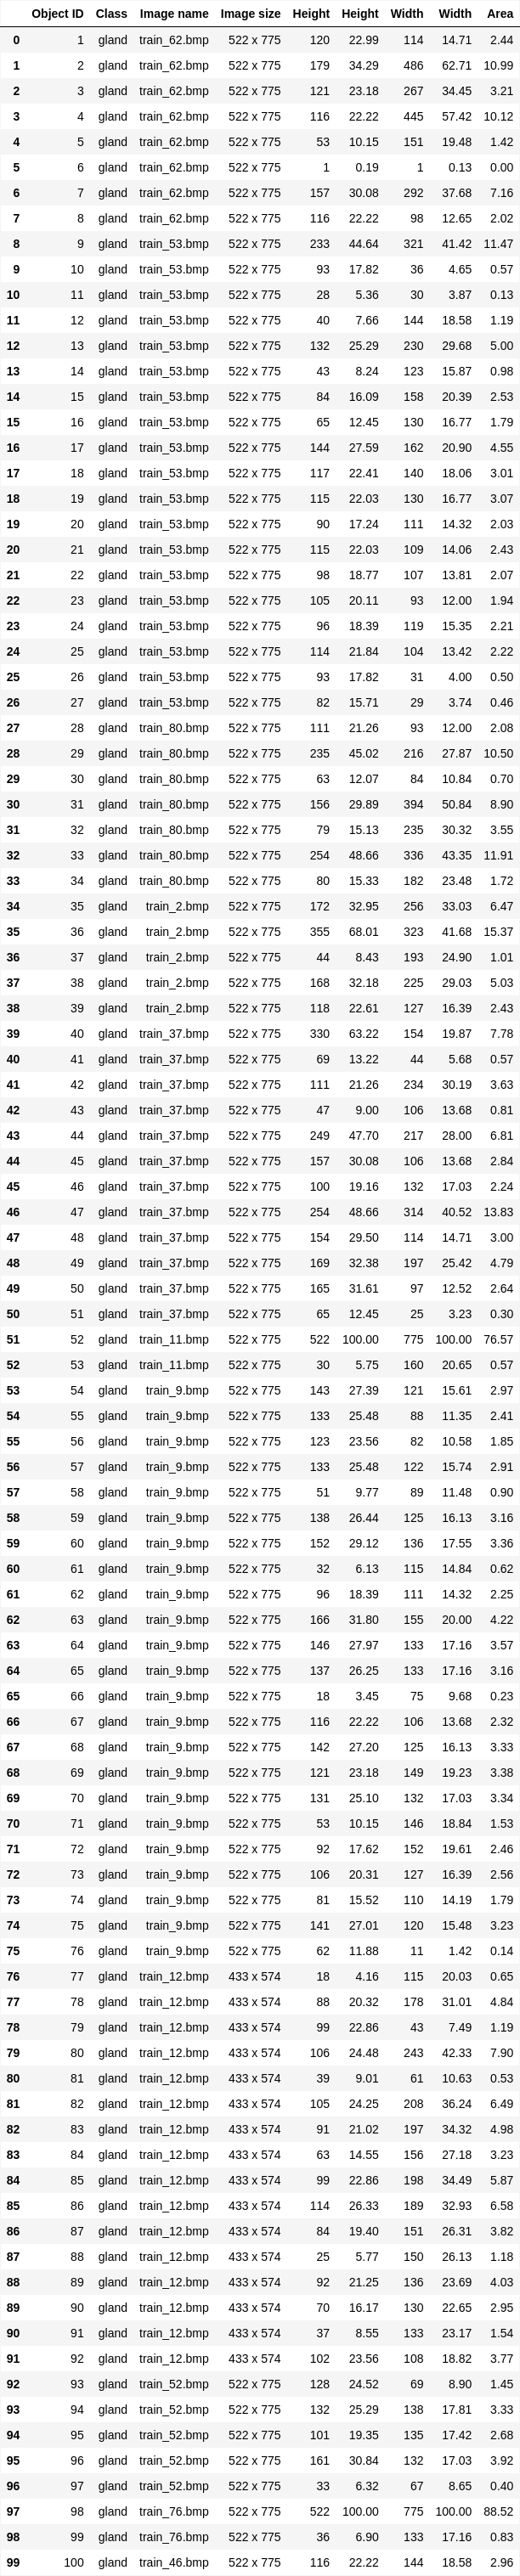 Object ID Class Image name Image size Height Height Width Width Area
0 1 gland train_62.bmp 522 x 775 120 22.99 114 14.71 2.44
1 2 gland train_62.bmp 522 x 775 179 34.29 486 62.71 10.99
2 3 gland train_62.bmp 522 x 775 121 23.18 267 34.45 3.21
3 4 gland train_62.bmp 522 x 775 116 22.22 445 57.42 10.12
4 5 gland train_62.bmp 522 x 775 53 10.15 151 19.48 1.42
5 6 gland train_62.bmp 522 x 775 1 0.19 1 0.13 0.00
6 7 gland train_62.bmp 522 x 775 157 30.08 292 37.68 7.16
7 8 gland train_62.bmp 522 x 775 116 22.22 98 12.65 2.02
8 9 gland train_53.bmp 522 x 775 233 44.64 321 41.42 11.47
9 10 gland train_53.bmp 522 x 775 93 17.82 36 4.65 0.57
10 11 gland train_53.bmp 522 x 775 28 5.36 30 3.87 0.13
11 12 gland train_53.bmp 522 x 775 40 7.66 144 18.58 1.19
12 13 gland train_53.bmp 522 x 775 132 25.29 230 29.68 5.00
13 14 gland train_53.bmp 522 x 775 43 8.24 123 15.87 0.98
14 15 gland train_53.bmp 522 x 775 84 16.09 158 20.39 2.53
15 16 gland train_53.bmp 522 x 775 65 12.45 130 16.77 1.79
16 17 gland train_53.bmp 522 x 775 144 27.59 162 20.90 4.55
17 18 gland train_53.bmp 522 x 775 117 22.41 140 18.06 3.01
18 19 gland train_53.bmp 522 x 775 115 22.03 130 16.77 3.07
19 20 gland train_53.bmp 522 x 775 90 17.24 111 14.32 2.03
20 21 gland train_53.bmp 522 x 775 115 22.03 109 14.06 2.43
21 22 gland train_53.bmp 522 x 775 98 18.77 107 13.81 2.07
22 23 gland train_53.bmp 522 x 775 105 20.11 93 12.00 1.94
23 24 gland train_53.bmp 522 x 775 96 18.39 119 15.35 2.21
24 25 gland train_53.bmp 522 x 775 114 21.84 104 13.42 2.22
25 26 gland train_53.bmp 522 x 775 93 17.82 31 4.00 0.50
26 27 gland train_53.bmp 522 x 775 82 15.71 29 3.74 0.46
27 28 gland train_80.bmp 522 x 775 111 21.26 93 12.00 2.08
28 29 gland train_80.bmp 522 x 775 235 45.02 216 27.87 10.50
29 30 gland train_80.bmp 522 x 775 63 12.07 84 10.84 0.70
30 31 gland train_80.bmp 522 x 775 156 29.89 394 50.84 8.90
31 32 gland train_80.bmp 522 x 775 79 15.13 235 30.32 3.55
32 33 gland train_80.bmp 522 x 775 254 48.66 336 43.35 11.91
33 34 gland train_80.bmp 522 x 775 80 15.33 182 23.48 1.72
34 35 gland train_2.bmp 522 x 775 172 32.95 256 33.03 6.47
35 36 gland train_2.bmp 522 x 775 355 68.01 323 41.68 15.37
36 37 gland train_2.bmp 522 x 775 44 8.43 193 24.90 1.01
37 38 gland train_2.bmp 522 x 775 168 32.18 225 29.03 5.03
38 39 gland train_2.bmp 522 x 775 118 22.61 127 16.39 2.43
39 40 gland train_37.bmp 522 x 775 330 63.22 154 19.87 7.78
40 41 gland train_37.bmp 522 x 775 69 13.22 44 5.68 0.57
41 42 gland train_37.bmp 522 x 775 111 21.26 234 30.19 3.63
42 43 gland train_37.bmp 522 x 775 47 9.00 106 13.68 0.81
43 44 gland train_37.bmp 522 x 775 249 47.70 217 28.00 6.81
44 45 gland train_37.bmp 522 x 775 157 30.08 106 13.68 2.84
45 46 gland train_37.bmp 522 x 775 100 19.16 132 17.03 2.24
46 47 gland train_37.bmp 522 x 775 254 48.66 314 40.52 13.83
47 48 gland train_37.bmp 522 x 775 154 29.50 114 14.71 3.00
48 49 gland train_37.bmp 522 x 775 169 32.38 197 25.42 4.79
49 50 gland train_37.bmp 522 x 775 165 31.61 97 12.52 2.64
50 51 gland train_37.bmp 522 x 775 65 12.45 25 3.23 0.30
51 52 gland train_11.bmp 522 x 775 522 100.00 775 100.00 76.57
52 53 gland train_11.bmp 522 x 775 30 5.75 160 20.65 0.57
53 54 gland train_9.bmp 522 x 775 143 27.39 121 15.61 2.97
54 55 gland train_9.bmp 522 x 775 133 25.48 88 11.35 2.41
55 56 gland train_9.bmp 522 x 775 123 23.56 82 10.58 1.85
56 57 gland train_9.bmp 522 x 775 133 25.48 122 15.74 2.91
57 58 gland train_9.bmp 522 x 775 51 9.77 89 11.48 0.90
58 59 gland train_9.bmp 522 x 775 138 26.44 125 16.13 3.16
59 60 gland train_9.bmp 522 x 775 152 29.12 136 17.55 3.36
60 61 gland train_9.bmp 522 x 775 32 6.13 115 14.84 0.62
61 62 gland train_9.bmp 522 x 775 96 18.39 111 14.32 2.25
62 63 gland train_9.bmp 522 x 775 166 31.80 155 20.00 4.22
63 64 gland train_9.bmp 522 x 775 146 27.97 133 17.16 3.57
64 65 gland train_9.bmp 522 x 775 137 26.25 133 17.16 3.16
65 66 gland train_9.bmp 522 x 775 18 3.45 75 9.68 0.23
66 67 gland train_9.bmp 522 x 775 116 22.22 106 13.68 2.32
67 68 gland train_9.bmp 522 x 775 142 27.20 125 16.13 3.33
68 69 gland train_9.bmp 522 x 775 121 23.18 149 19.23 3.38
69 70 gland train_9.bmp 522 x 775 131 25.10 132 17.03 3.34
70 71 gland train_9.bmp 522 x 775 53 10.15 146 18.84 1.53
71 72 gland train_9.bmp 522 x 775 92 17.62 152 19.61 2.46
72 73 gland train_9.bmp 522 x 775 106 20.31 127 16.39 2.56
73 74 gland train_9.bmp 522 x 775 81 15.52 110 14.19 1.79
74 75 gland train_9.bmp 522 x 775 141 27.01 120 15.48 3.23
75 76 gland train_9.bmp 522 x 775 62 11.88 11 1.42 0.14
76 77 gland train_12.bmp 433 x 574 18 4.16 115 20.03 0.65
77 78 gland train_12.bmp 433 x 574 88 20.32 178 31.01 4.84
78 79 gland train_12.bmp 433 x 574 99 22.86 43 7.49 1.19
79 80 gland train_12.bmp 433 x 574 106 24.48 243 42.33 7.90
80 81 gland train_12.bmp 433 x 574 39 9.01 61 10.63 0.53
81 82 gland train_12.bmp 433 x 574 105 24.25 208 36.24 6.49
82 83 gland train_12.bmp 433 x 574 91 21.02 197 34.32 4.98
83 84 gland train_12.bmp 433 x 574 63 14.55 156 27.18 3.23
84 85 gland train_12.bmp 433 x 574 99 22.86 198 34.49 5.87
85 86 gland train_12.bmp 433 x 574 114 26.33 189 32.93 6.58
86 87 gland train_12.bmp 433 x 574 84 19.40 151 26.31 3.82
87 88 gland train_12.bmp 433 x 574 25 5.77 150 26.13 1.18
88 89 gland train_12.bmp 433 x 574 92 21.25 136 23.69 4.03
89 90 gland train_12.bmp 433 x 574 70 16.17 130 22.65 2.95
90 91 gland train_12.bmp 433 x 574 37 8.55 133 23.17 1.54
91 92 gland train_12.bmp 433 x 574 102 23.56 108 18.82 3.77
92 93 gland train_52.bmp 522 x 775 128 24.52 69 8.90 1.45
93 94 gland train_52.bmp 522 x 775 132 25.29 138 17.81 3.33
94 95 gland train_52.bmp 522 x 775 101 19.35 135 17.42 2.68
95 96 gland train_52.bmp 522 x 775 161 30.84 132 17.03 3.92
96 97 gland train_52.bmp 522 x 775 33 6.32 67 8.65 0.40
97 98 gland train_76.bmp 522 x 775 522 100.00 775 100.00 88.52
98 99 gland train_76.bmp 522 x 775 36 6.90 133 17.16 0.83
99 100 gland train_46.bmp 522 x 775 116 22.22 144 18.58 2.96